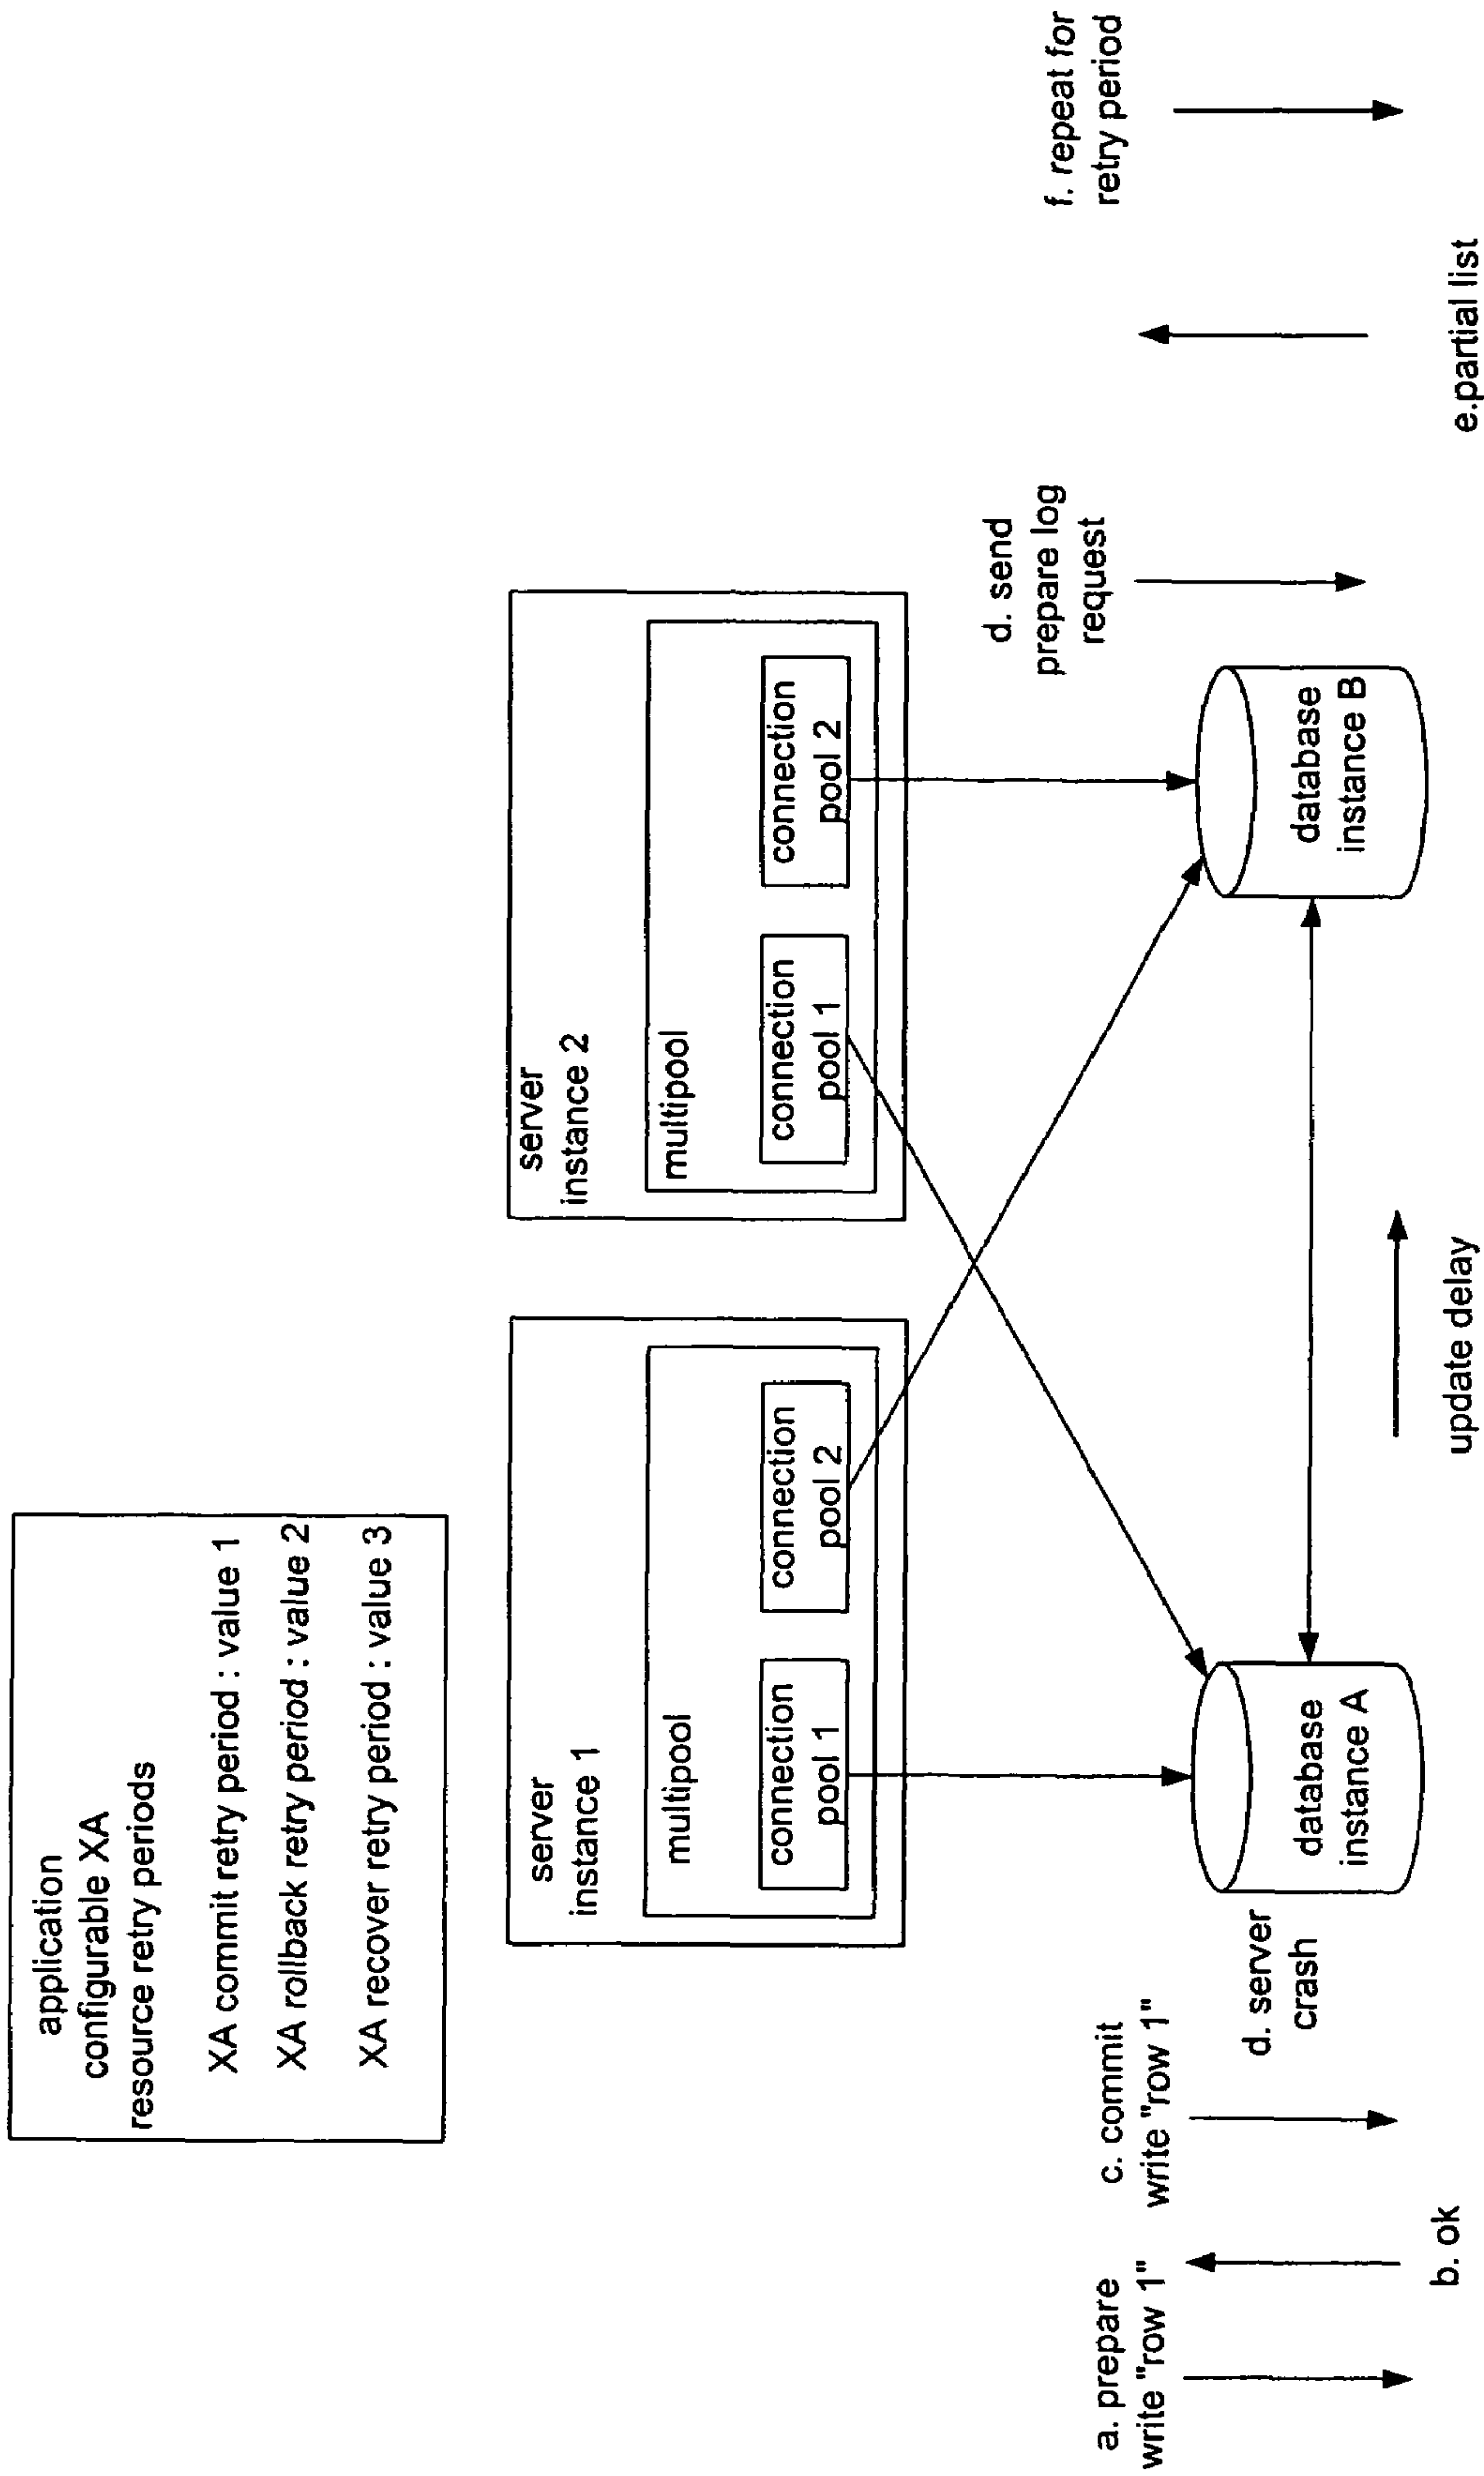 application
configurable XA
resource retry periods
XA commit retry period : value 1
XA rollback retry period : value 2
XA recover retry period : value 3
server
instance 1
multipool
connection
pool 1
connection
pool 2
server
instance 2
multipool
connection
pool 1
connection
pool 2
a. prepare
write "row 1"
b. ok
c. commit
write "row 1"
d. server
crash
database
instance A
update delay
database
instance B
d. send
prepare log
request
e.partial list
f. repeat for
retry period